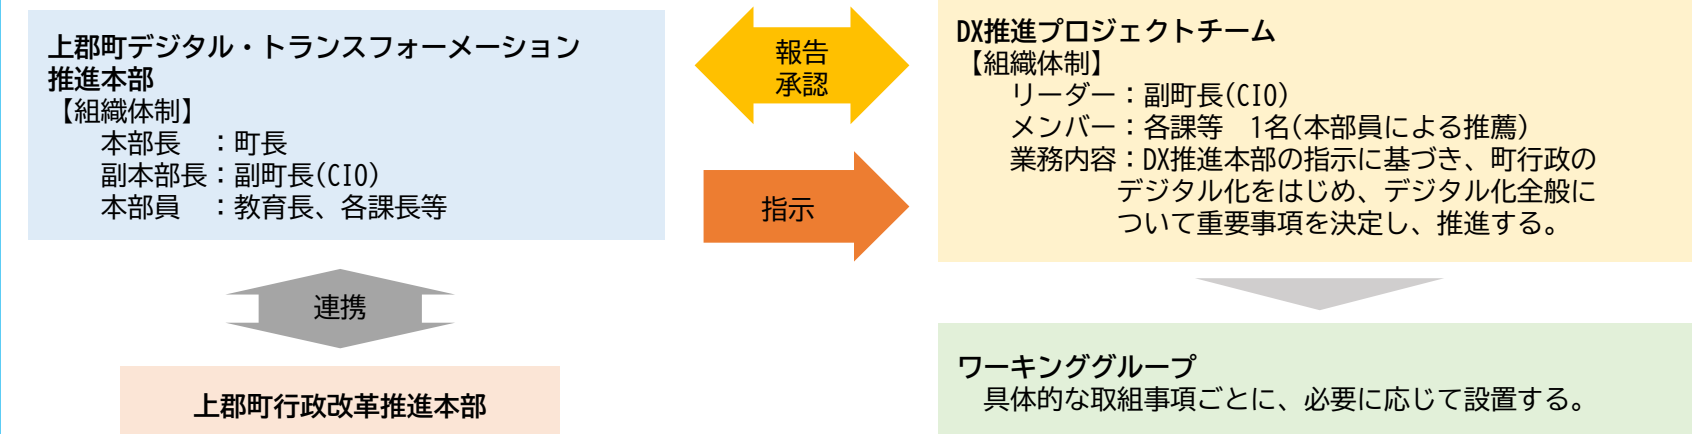 上郡町デジタル・トランスフォーメーション
推進本部
【組織体制】
本部長　：町長
副本部長：副町長(CIO)
本部員　：教育長、各課長等
報告
承認
指示
DX推進プロジェクトチーム
【組織体制】
リーダー：副町長(CIO)
メンバー：各課等　1名(本部員による推薦)
業務内容：DX推進本部の指示に基づき、町行政の
デジタル化をはじめ、デジタル化全般に
ついて重要事項を決定し、推進する。
連携
上郡町行政改革推進本部
ワーキンググループ
具体的な取組事項ごとに、必要に応じて設置する。